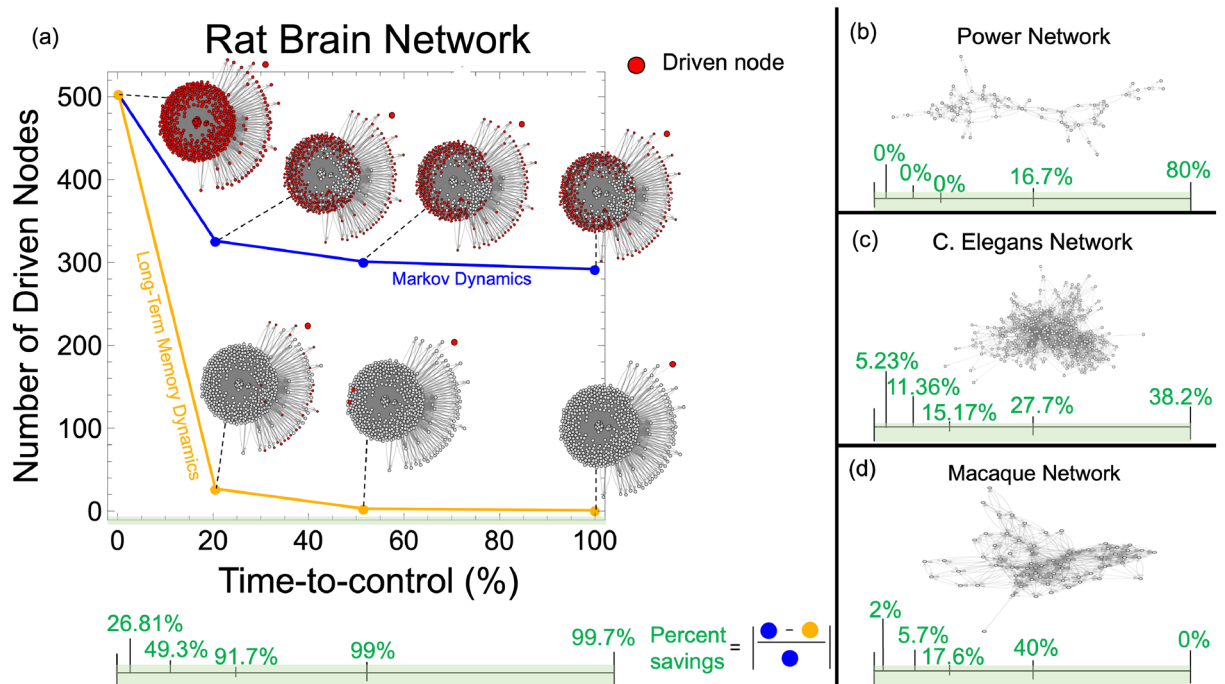 (a)
Rat Brain Network
Driven node
Number of Driven Nodes
500
400
300
200
100
0
Markov Dynamics
Long-Term Memory Dynamics
0 20 40 60 80 100
Time-to-control (%)
26.81%
49.3%
91.7%
99%
99.7%
Percent
savings
=
-
(b)
Power Network
0%
0%
0%
16.7%
80%
(c)
C. Elegans Network
5.23%
11.36%
15.17%
27.7%
38.2%
(d)
Macaque Network
2%
5.7%
17.6%
40%
0%